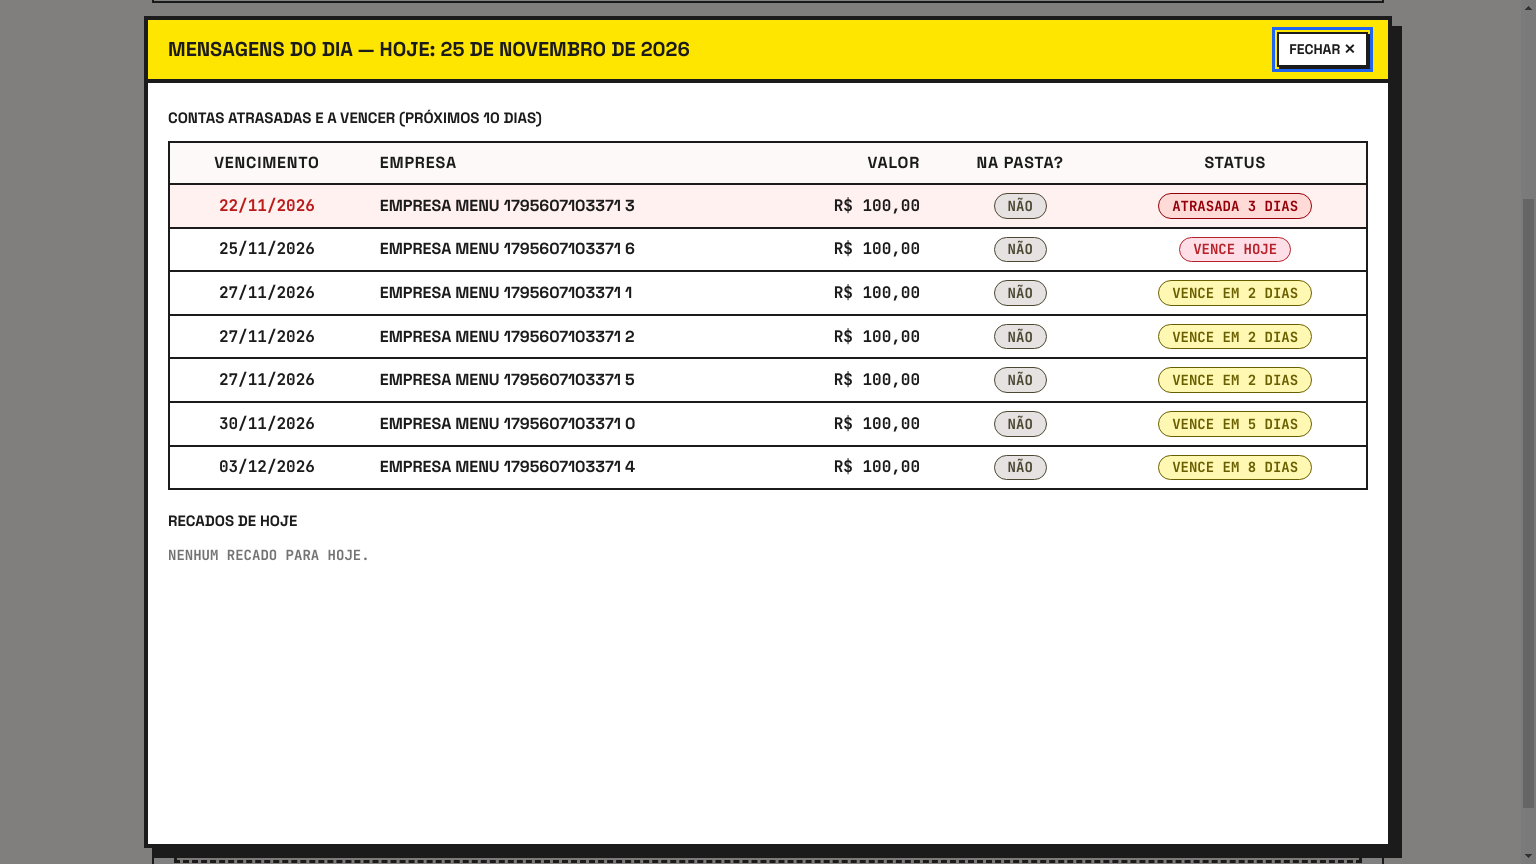 MENSAGENS DO DIA — HOJE: 25 DE NOVEMBRO DE 2026
FECHAR ✕
CONTAS ATRASADAS E A VENCER (PRÓXIMOS 10 DIAS)
VENCIMENTO EMPRESA VALOR NA PASTA? STATUS
22/11/2026 EMPRESA MENU 1795607103371 3 R$ 100,00 NÃO ATRASADA 3 DIAS
25/11/2026 EMPRESA MENU 1795607103371 6 R$ 100,00 NÃO VENCE HOJE
27/11/2026 EMPRESA MENU 1795607103371 1 R$ 100,00 NÃO VENCE EM 2 DIAS
27/11/2026 EMPRESA MENU 1795607103371 2 R$ 100,00 NÃO VENCE EM 2 DIAS
27/11/2026 EMPRESA MENU 1795607103371 5 R$ 100,00 NÃO VENCE EM 2 DIAS
30/11/2026 EMPRESA MENU 1795607103371 0 R$ 100,00 NÃO VENCE EM 5 DIAS
03/12/2026 EMPRESA MENU 1795607103371 4 R$ 100,00 NÃO VENCE EM 8 DIAS
RECADOS DE HOJE
NENHUM RECADO PARA HOJE.